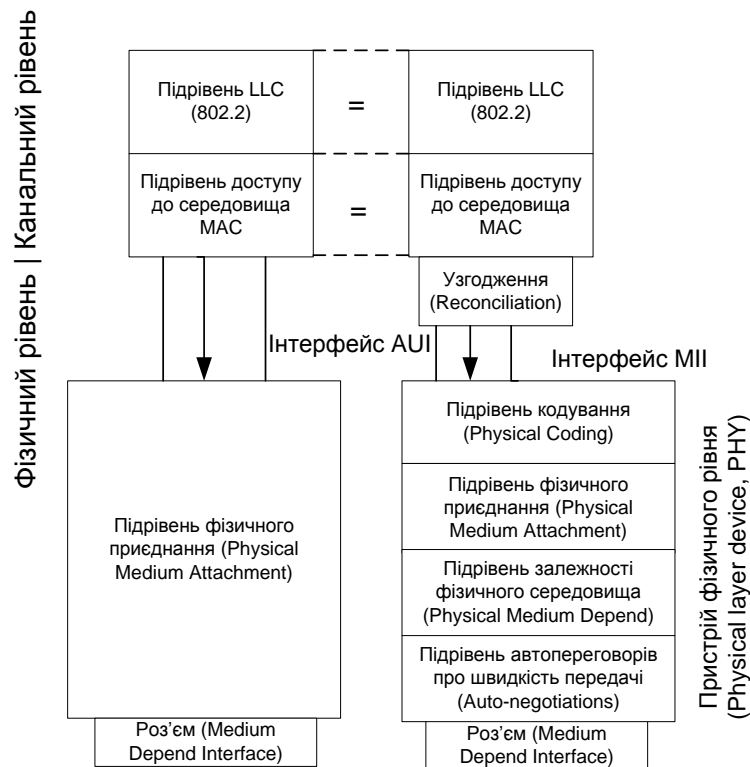 Фізичний рівень | Канальний рівень
Підрівень LLC
(802.2)
=
Підрівень LLC
(802.2)
Підрівень доступу
до середовища
MAC
=
Підрівень доступу
до середовища
MAC
Узгодження
(Reconciliation)
Інтерфейс AUI
Інтерфейс MII
Підрівень фізичного
приєднання (Physical
Medium Attachment)
Підрівень кодування
(Physical Coding)
Підрівень фізичного
приєднання (Physical
Medium Attachment)
Підрівень залежності
фізичного середовища
(Physical Medium Depend)
Підрівень автопереговорів
про швидкість передачі
(Auto-negotiations)
Роз’єм (Medium
Depend Interface)
Роз’єм (Medium
Depend Interface)
Пристрій фізичного рівня
(Physical layer device, PHY)